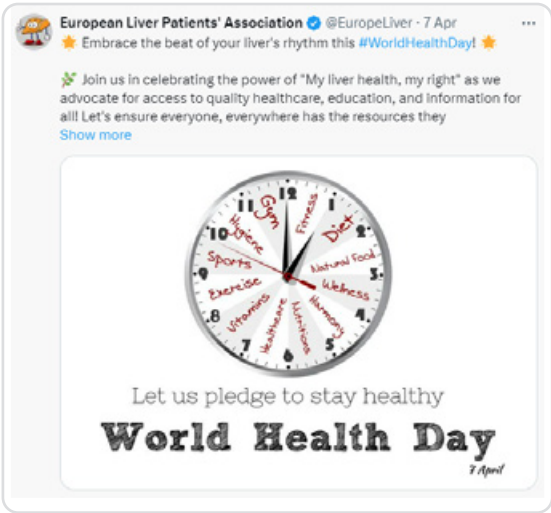 European Liver Patients' Association @EuropeLiver · 7 Apr
Embrace the beat of your liver's rhythm this #WorldHealthDay!
Join us in celebrating the power of "My liver health, my right" as we
advocate for access to quality healthcare, education, and information for
all! Let's ensure everyone, everywhere has the resources they
Show more
12
1
2
3
4
5
6
7
8
9
10
11
Fitness
Diet
Natural Food
Wellness
Harmony
Nutritions
Healthcare
Vitamins
Exercise
Sports
Hygiene
Gym
Let us pledge to stay healthy
World Health Day
7 April